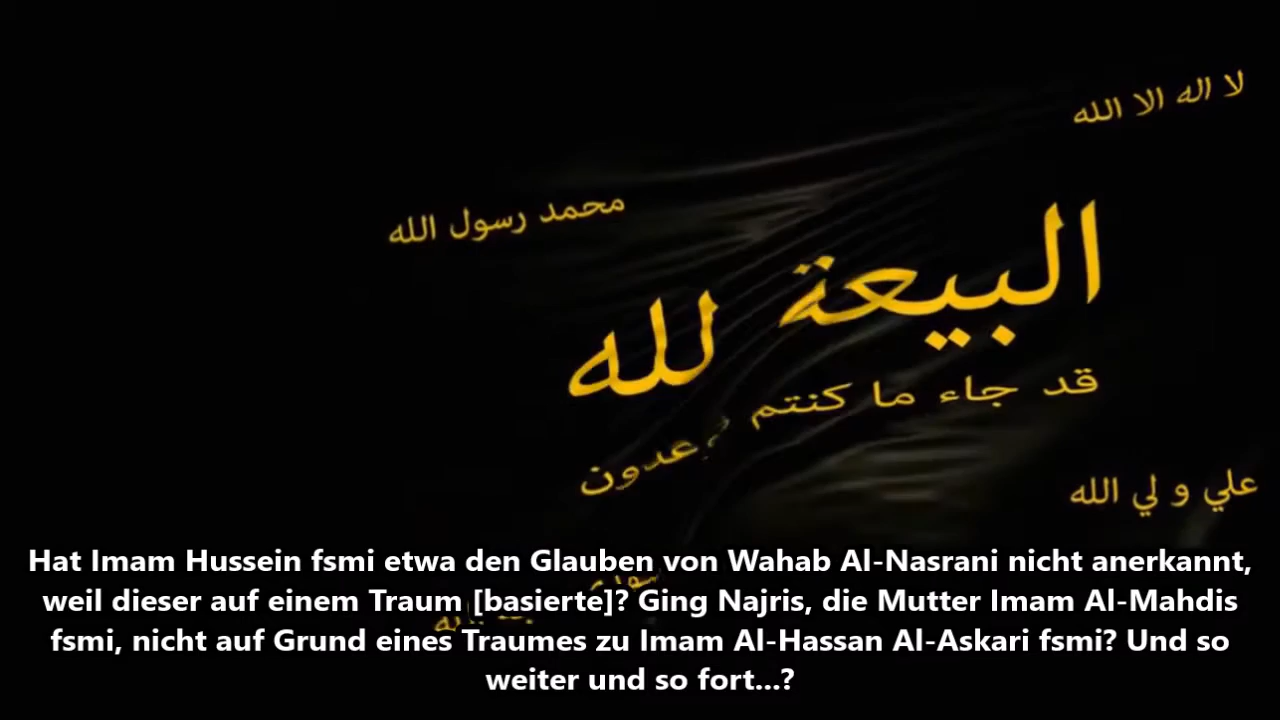 لا اله الا الله
محمد رسول الله
البيعة لله
قد جاء ما كنتم
علي و لي الله
Hat Imam Hussein fsmi etwa den Glauben von Wahab Al-Nasrani nicht anerkannt,
weil dieser auf einem Traum [basierte]? Ging Najris, die Mutter Imam Al-Mahdis
fsmi, nicht auf Grund eines Traumes zu Imam Al-Hassan Al-Askari fsmi? Und so
weiter und so fort...?